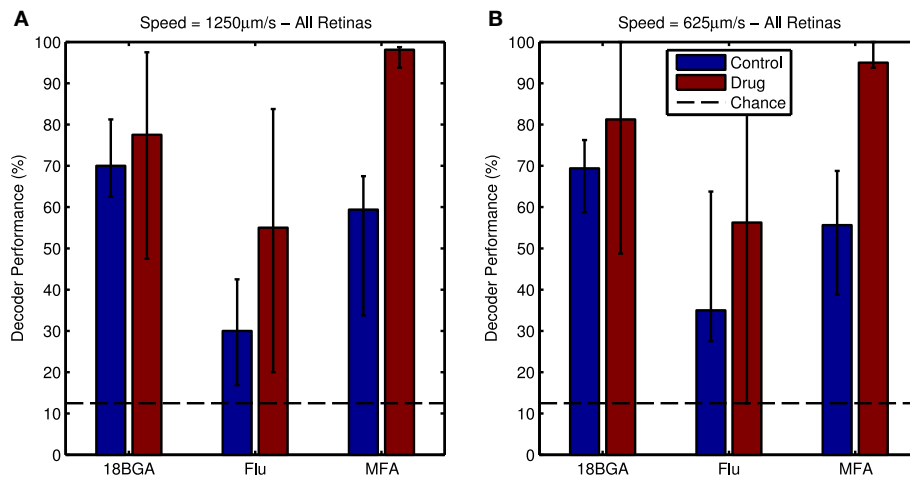 A
Speed = 1250μm/s – All Retinas
Decoder Performance (%)
100
90
80
70
60
50
40
30
20
10
0
18BGA Flu MFA
B
Speed = 625μm/s – All Retinas
Decoder Performance (%)
100
90
80
70
60
50
40
30
20
10
0
Control
Drug
Chance
18BGA Flu MFA